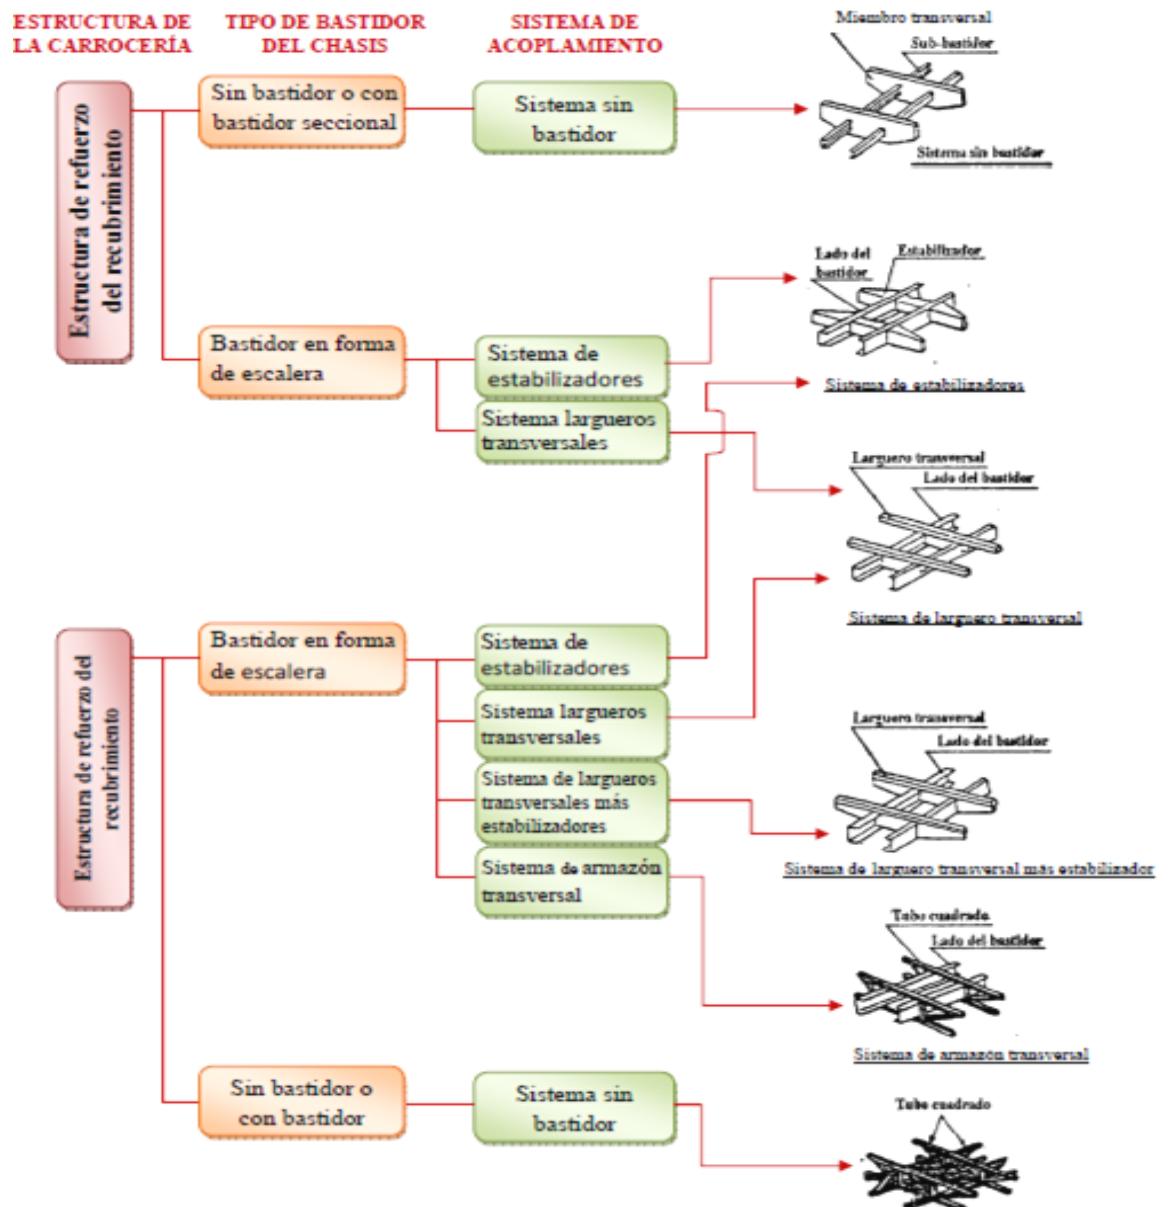 ESTRUCTURA DE
LA CARROCERÍA
TIPO DE BASTIDOR
DEL CHASIS
SISTEMA DE
ACOPLAMIENTO
Estructura de refuerzo
del recubrimiento
Sin bastidor o con
bastidor seccional
Sistema sin
bastidor
Miembro transversal
Sub-bastidor
Sistema sin bastidor
Bastidor en forma
de escalera
Sistema de
estabilizadores
Sistema largueros
transversales
Lado del
bastidor
Estabilizador
Sistema de estabilizadores
Larguero transversal
Lado del bastidor
Sistema de larguero transversal
Estructura de refuerzo del
recubrimiento
Bastidor en forma
de escalera
Sistema de
estabilizadores
Sistema largueros
transversales
Sistema de largueros
transversales más
estabilizadores
Sistema de armazón
transversal
Larguero transversal
Lado del bastidor
Sistema de larguero transversal más estabilizador
Tubo cuadrado
Lado del bastidor
Sistema de armazón transversal
Sin bastidor o
con bastidor
Sistema sin
bastidor
Tubo cuadrado